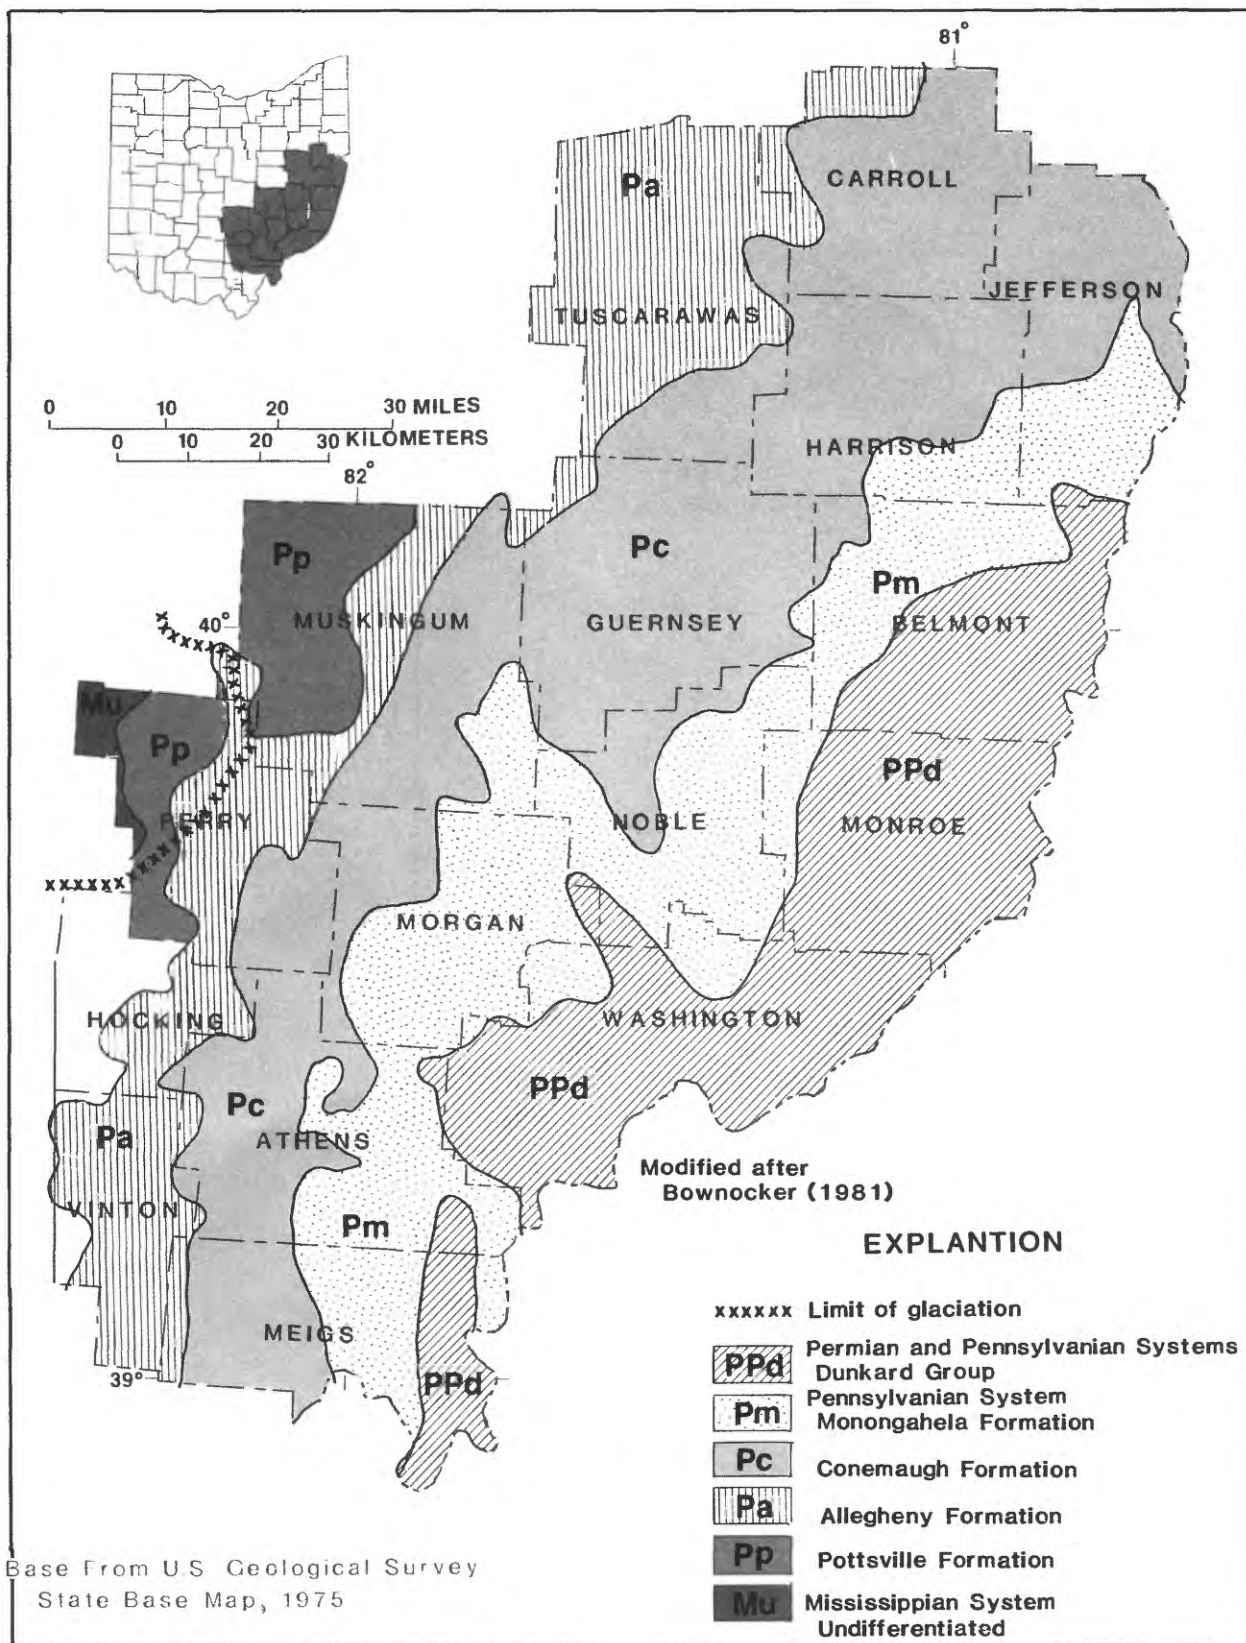 81°
Pa
CARROLL
JEFFERSON
TUSCARAWAS
0 10 20 30 MILES
0 10 20 30 KILOMETERS
HARRISON
82°
Pp
Pc
Pm
40°
MUSKINGUM
GUERNSEY
BELMONT
Mu
Pp
PPd
PERRY
NOBLE
MONROE
MORGAN
HOCKING
WASHINGTON
PPd
Pc
Pa
ATHENS
Modified after
Bownocker (1981)
VINTON
Pm
EXPLANTION
MEIGS
39°
PPd
xxxxxx Limit of glaciation
PPd Permian and Pennsylvanian Systems
Dunkard Group
Pm Pennsylvanian System
Monongahela Formation
Pc Conemaugh Formation
Pa Allegheny Formation
Pp Pottsville Formation
Mu Mississippian System
Undifferentiated
Base From U.S Geological Survey
State Base Map, 1975